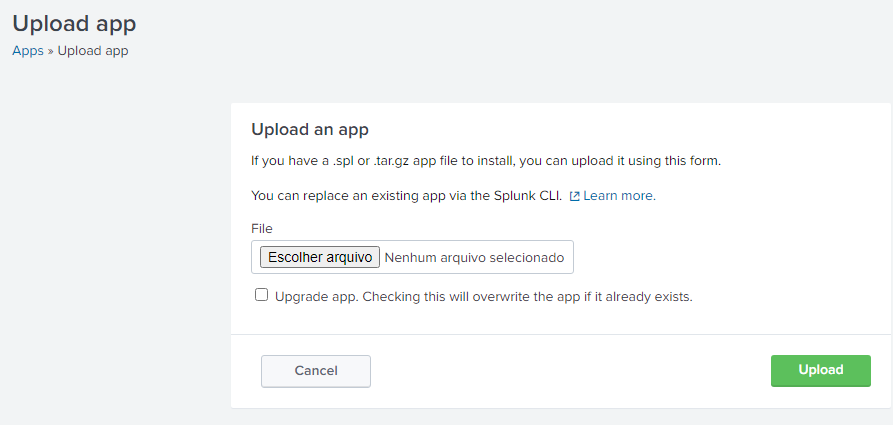 Upload app
Apps » Upload app
Upload an app
If you have a .spl or .tar.gz app file to install, you can upload it using this form.
You can replace an existing app via the Splunk CLI. Learn more.
File
Escolher arquivo Nenhum arquivo selecionado
Upgrade app. Checking this will overwrite the app if it already exists.
Cancel Upload